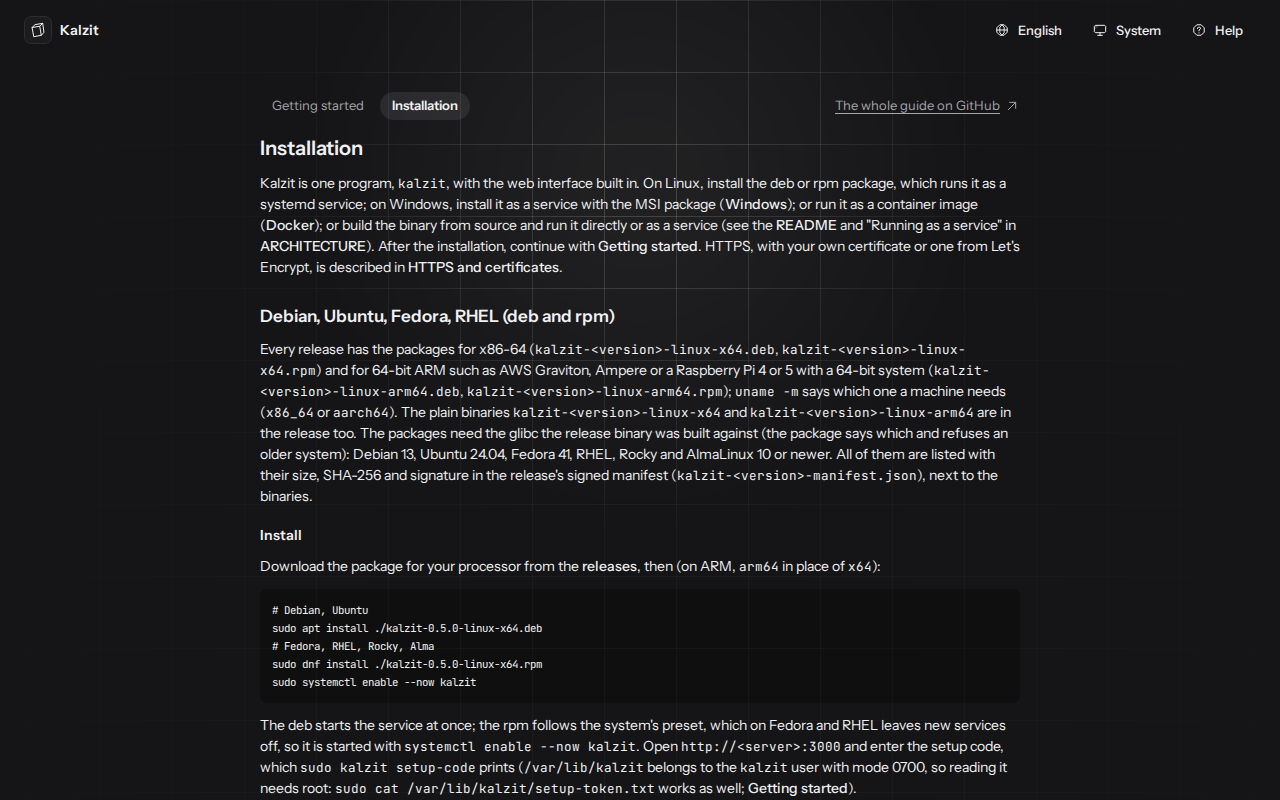 Kalzit
English
System
Help
Getting started
Installation
The whole guide on GitHub
Installation
Kalzit is one program, kalzit, with the web interface built in. On Linux, install the deb or rpm package, which runs it as a
systemd service; on Windows, install it as a service with the MSI package (Windows); or run it as a container image
(Docker); or build the binary from source and run it directly or as a service (see the README and "Running as a service" in
ARCHITECTURE). After the installation, continue with Getting started. HTTPS, with your own certificate or one from Let's
Encrypt, is described in HTTPS and certificates.
Debian, Ubuntu, Fedora, RHEL (deb and rpm)
Every release has the packages for x86-64 (kalzit-<version>-linux-x64.deb, kalzit-<version>-linux-
x64.rpm) and for 64-bit ARM such as AWS Graviton, Ampere or a Raspberry Pi 4 or 5 with a 64-bit system (kalzit-
<version>-linux-arm64.deb, kalzit-<version>-linux-arm64.rpm); uname -m says which one a machine needs
(x86_64 or aarch64). The plain binaries kalzit-<version>-linux-x64 and kalzit-<version>-linux-arm64 are in
the release too. The packages need the glibc the release binary was built against (the package says which and refuses an
older system): Debian 13, Ubuntu 24.04, Fedora 41, RHEL, Rocky and AlmaLinux 10 or newer. All of them are listed with
their size, SHA-256 and signature in the release's signed manifest (kalzit-<version>-manifest.json), next to the
binaries.
Install
Download the package for your processor from the releases, then (on ARM, arm64 in place of x64):
# Debian, Ubuntu
sudo apt install ./kalzit-0.5.0-linux-x64.deb
# Fedora, RHEL, Rocky, Alma
sudo dnf install ./kalzit-0.5.0-linux-x64.rpm
sudo systemctl enable --now kalzit
The deb starts the service at once; the rpm follows the system's preset, which on Fedora and RHEL leaves new services
off, so it is started with systemctl enable --now kalzit. Open http://<server>:3000 and enter the setup code,
which sudo kalzit setup-code prints (/var/lib/kalzit belongs to the kalzit user with mode 0700, so reading it
needs root: sudo cat /var/lib/kalzit/setup-token.txt works as well; Getting started).